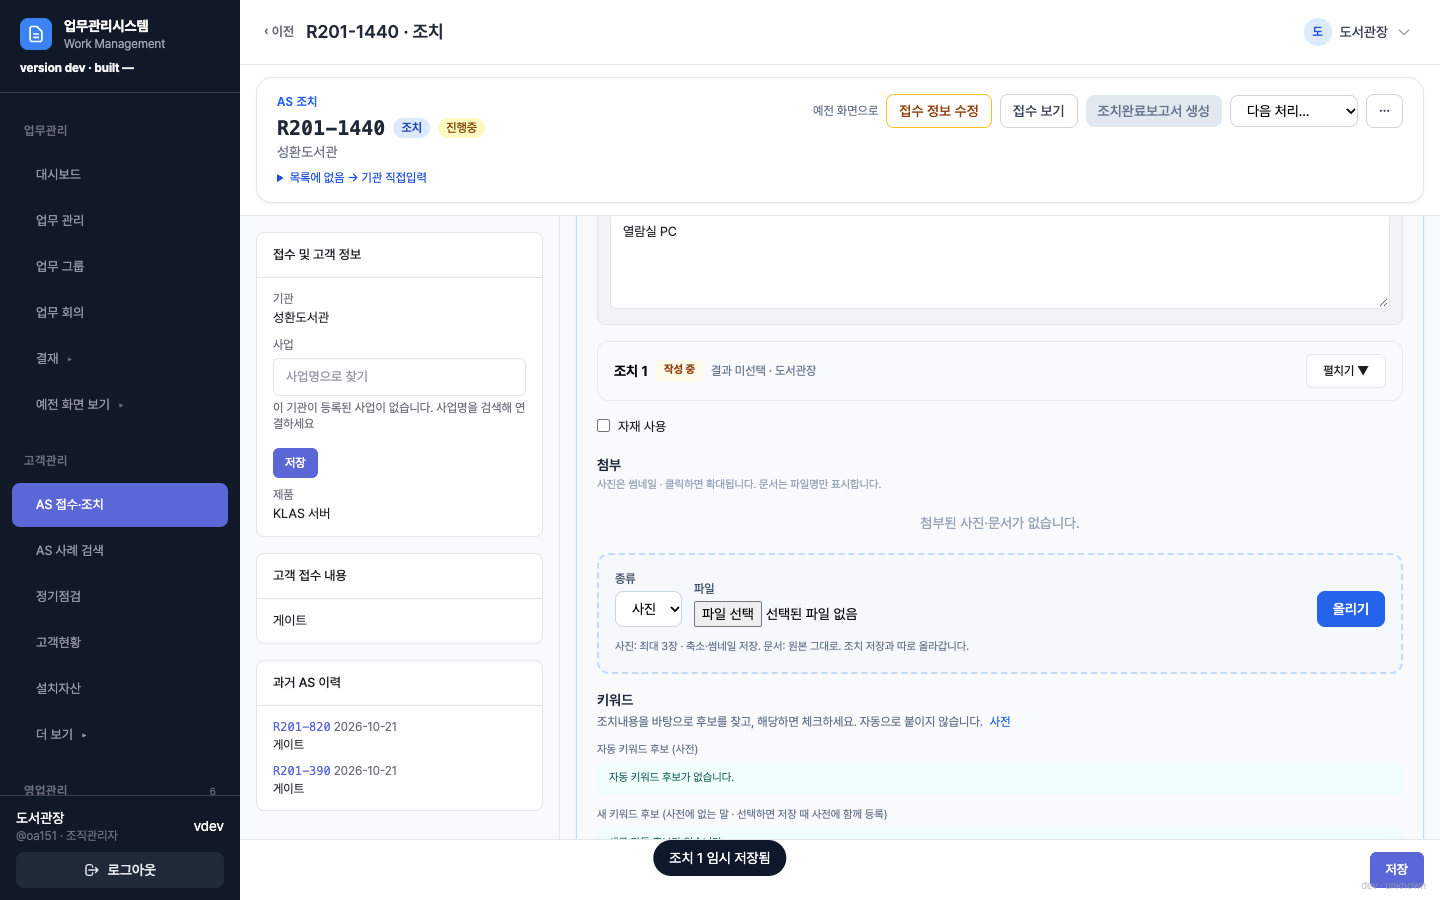 업무관리시스템
Work Management
version dev · built —
업무관리
대시보드
업무 관리
업무 그룹
업무 회의
결재 ▸
예전 화면 보기 ▸
고객관리
AS 접수·조치
AS 사례 검색
정기점검
고객현황
설치자산
더 보기 ▸
영업관리 6
도서관장
@oa151 · 조직관리자
vdev
로그아웃
‹ 이전 R201-1440 · 조치
도 도서관장
AS 조치
R201-1440 조치 진행중
성환도서관
▶ 목록에 없음 → 기관 직접입력
예전 화면으로 접수 정보 수정 접수 보기 조치완료보고서 생성 다음 처리... ···
접수 및 고객 정보
기관
성환도서관
사업
사업명으로 찾기
이 기관이 등록된 사업이 없습니다. 사업명을 검색해 연
결하세요
저장
제품
KLAS 서버
고객 접수 내용
게이트
과거 AS 이력
R201-820 2026-10-21
게이트
R201-390 2026-10-21
게이트
열람실 PC
조치 1 작성 중 결과 미선택 · 도서관장 펼치기 ▼
자재 사용
첨부
사진은 썸네일 · 클릭하면 확대됩니다. 문서는 파일명만 표시합니다.
첨부된 사진·문서가 없습니다.
종류
사진
파일
파일 선택 선택된 파일 없음
올리기
사진: 최대 3장 · 축소·썸네일 저장. 문서: 원본 그대로. 조치 저장과 따로 올라갑니다.
키워드
조치내용을 바탕으로 후보를 찾고, 해당하면 체크하세요. 자동으로 붙이지 않습니다. 사전
자동 키워드 후보 (사전)
자동 키워드 후보가 없습니다.
새 키워드 후보 (사전에 없는 말 · 선택하면 저장 때 사전에 함께 등록)
조치 1 임시 저장됨
저장